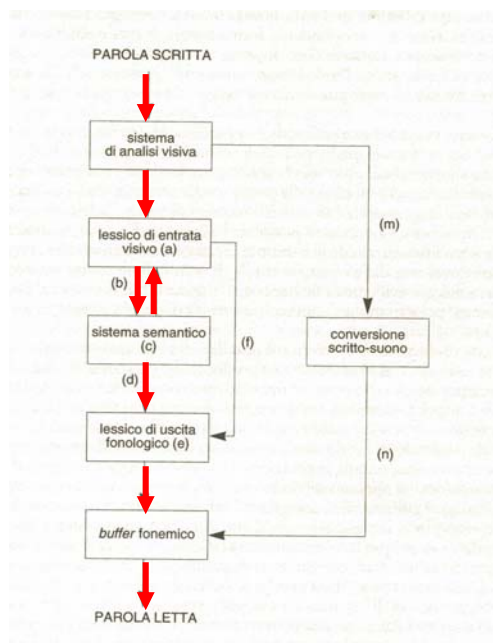 PAROLA SCRITTA
sistema
di analisi visiva
(m)
lessico di entrata
visivo (a)
(b)
(f)
sistema semantico
(c)
conversione
scritto-suono
(d)
lessico di uscita
fonologico (e)
(n)
buffer fonemico
PAROLA LETTA